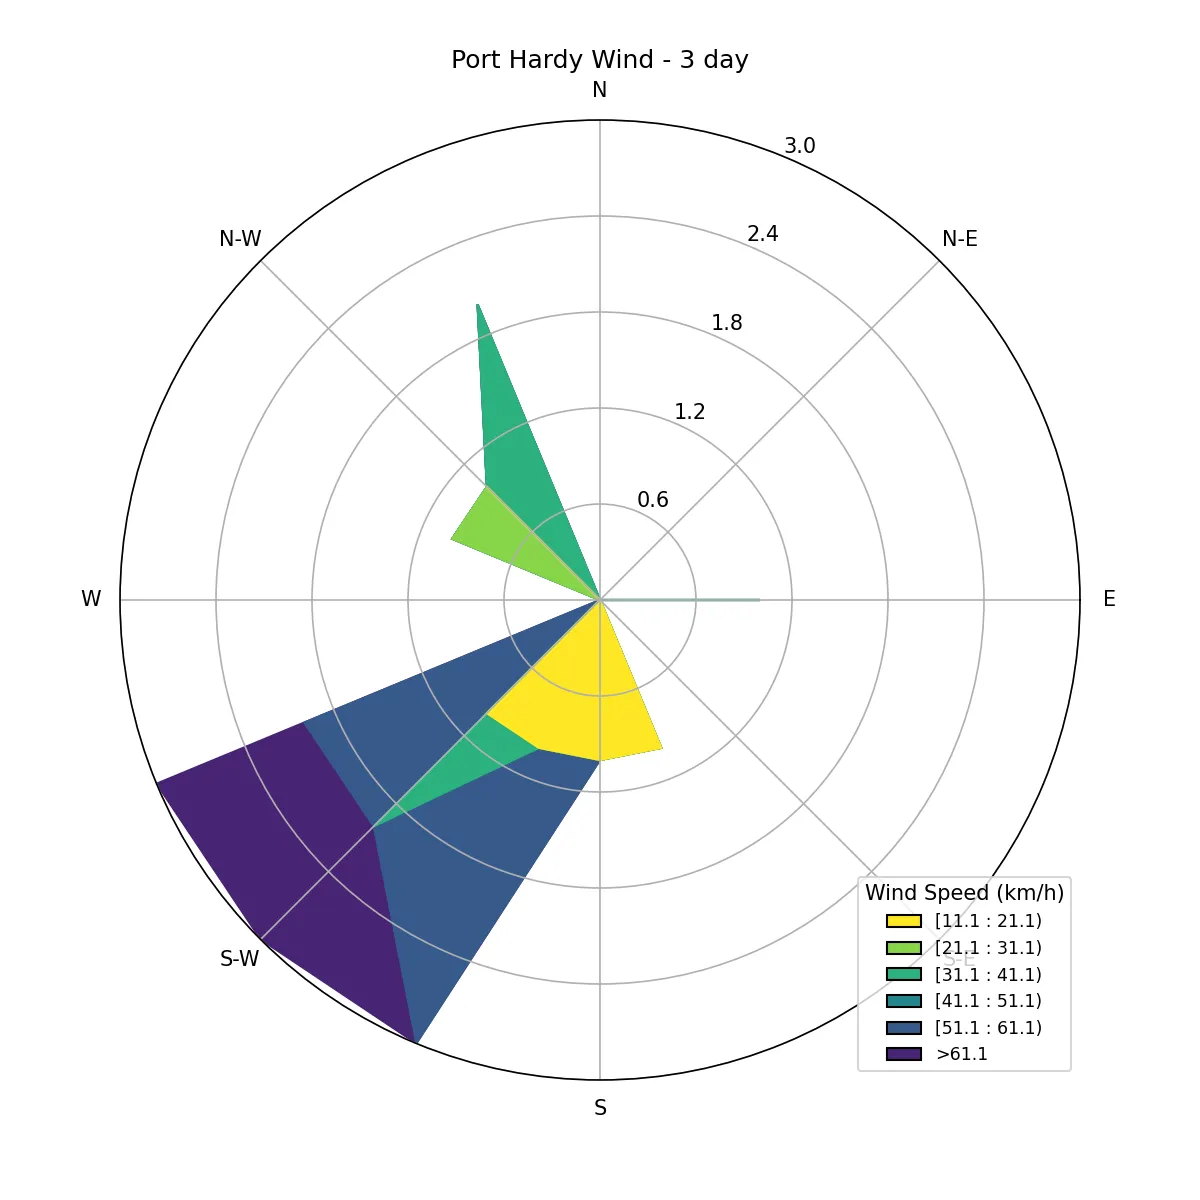 Port Hardy Wind - 3 day
N
3.0
N-W
2.4
N-E
1.8
1.2
0.6
W
E
S-W
S-E
S
Wind Speed (km/h)
[11.1 : 21.1)
[21.1 : 31.1)
[31.1 : 41.1)
[41.1 : 51.1)
[51.1 : 61.1)
>61.1